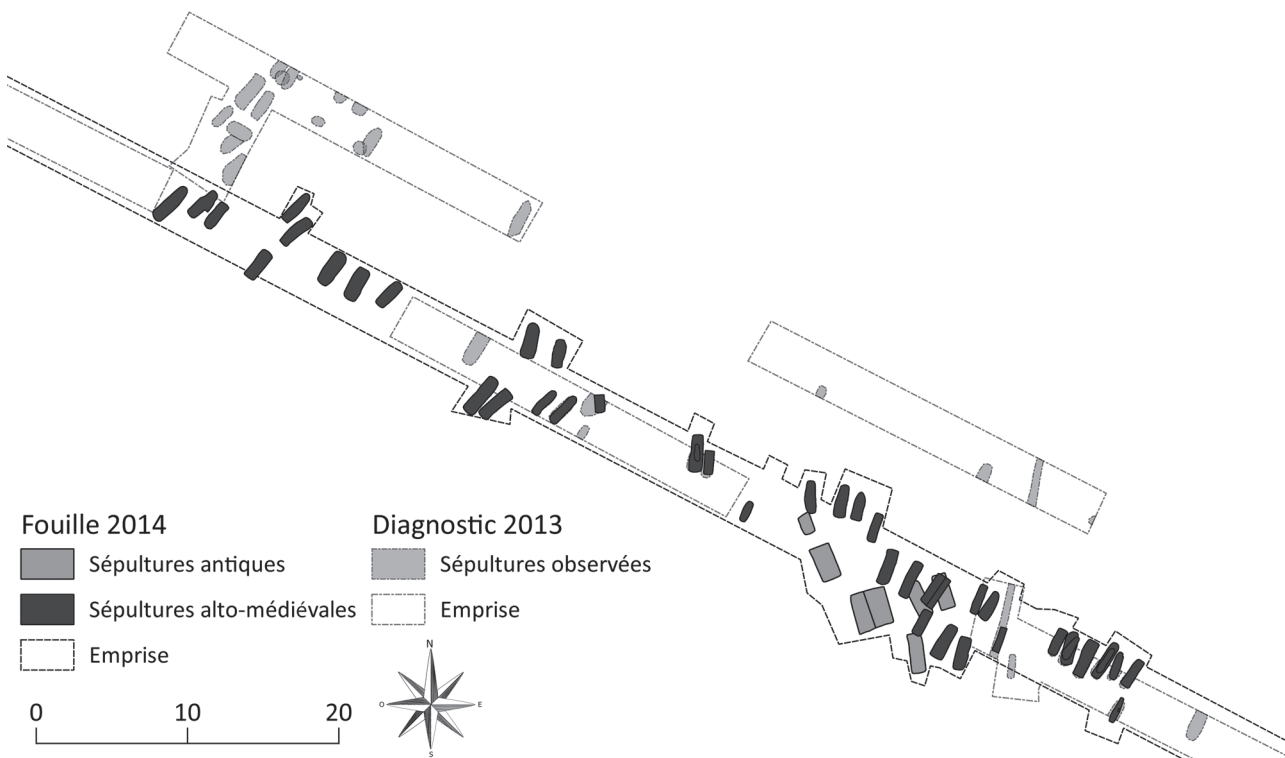 Fouille 2014
Sépultures antiques
Sépultures alto-médiévales
Emprise
Diagnostic 2013
Sépultures observées
Emprise
N
O
E
S
0 10 20